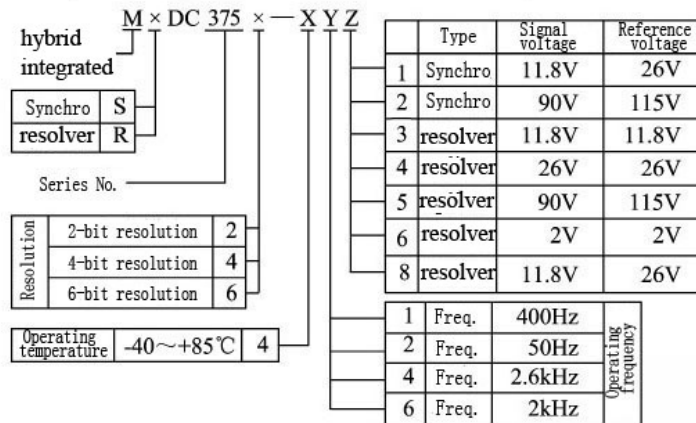 M × DC 375 × — X Y Z
hybrid
integrated
Synchro S
resolver R
Series No.
Resolution
2-bit resolution 2
4-bit resolution 4
6-bit resolution 6
Operating temperature -40～+85℃ 4
Type Signal voltage Reference voltage
1 Synchro 11.8V 26V
2 Synchro 90V 115V
3 resolver 11.8V 11.8V
4 resolver 26V 26V
5 resolver 90V 115V
6 resolver 2V 2V
8 resolver 11.8V 26V
1 Freq. 400Hz
2 Freq. 50Hz
4 Freq. 2.6kHz
6 Freq. 2kHz
Operating frequency